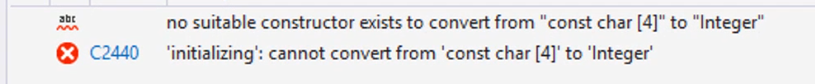 abc no suitable constructor exists to convert from "const char [4]" to "Integer"
C2440 'initializing': cannot convert from 'const char [4]' to 'Integer'